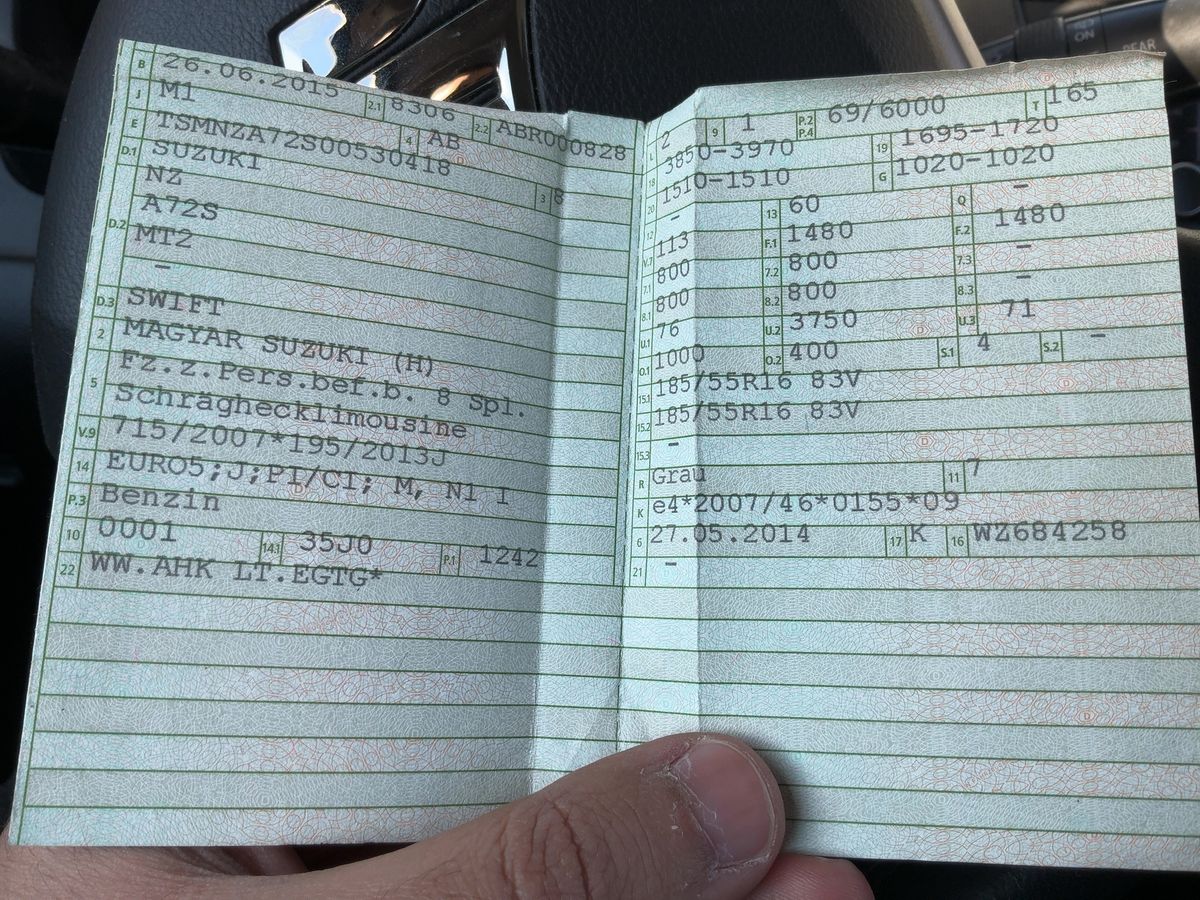 B 26.06.2015 2.1 8306 2.2 ABR000828
J M1 4 AB
E TSMNZA72S00530418 3 8
D.1 SUZUKI
D.2 NZ
A72S
MT2
–
D.3 SWIFT
2 MAGYAR SUZUKI (H)
5 Fz.z.Pers.bef.b. 8 Spl.
Schräghecklimousine
V.9 715/2007*195/2013J
14 EURO5;J;PI/CI; M, N1 I
P.3 Benzin
10 0001 14.1 35J0 P.1 1242
22 WW.AHK LT.EGTG*
L 2 9 1 P.2 P.4 69/6000 T 165
18 3850-3970 19 1695-1720
20 1510-1510 G 1020-1020
12 – 13 60 Q –
V.7 113 F.1 1480 F.2 1480
7.1 800 7.2 800 7.3 –
8.1 800 8.2 800 8.3 –
U.1 76 U.2 3750 U.3 71
O.1 1000 O.2 400 S.1 4 S.2 –
15.1 185/55R16 83V
15.2 185/55R16 83V
15.3 –
R Grau 11 7
K e4*2007/46*0155*09
6 27.05.2014 17 K 16 WZ684258
21 –
ON
REAR